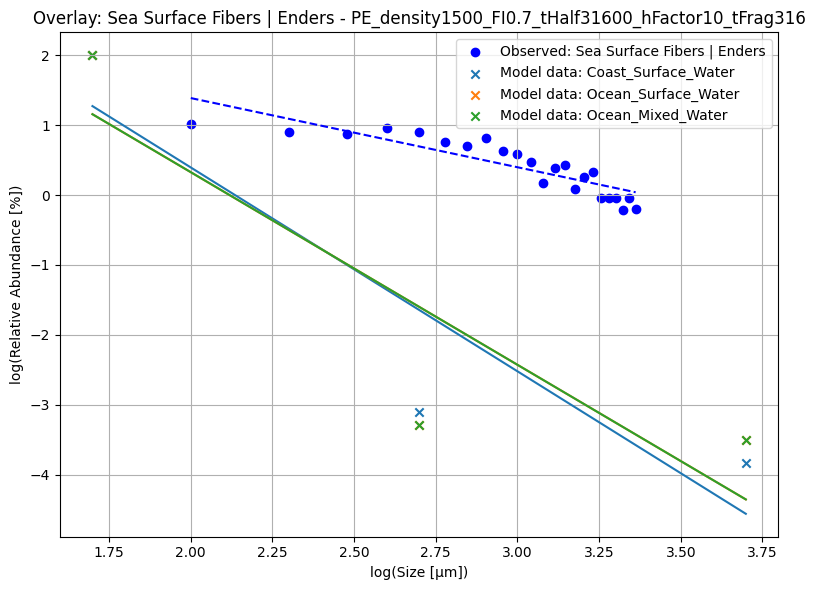 Overlay: Sea Surface Fibers | Enders - PE_density1500_FI0.7_tHalf31600_hFactor10_tFrag316
Observed: Sea Surface Fibers | Enders
Model data: Coast_Surface_Water
Model data: Ocean_Surface_Water
Model data: Ocean_Mixed_Water
log(Relative Abundance [%])
2
1
0
−1
−2
−3
−4
1.75 2.00 2.25 2.50 2.75 3.00 3.25 3.50 3.75
log(Size [μm])